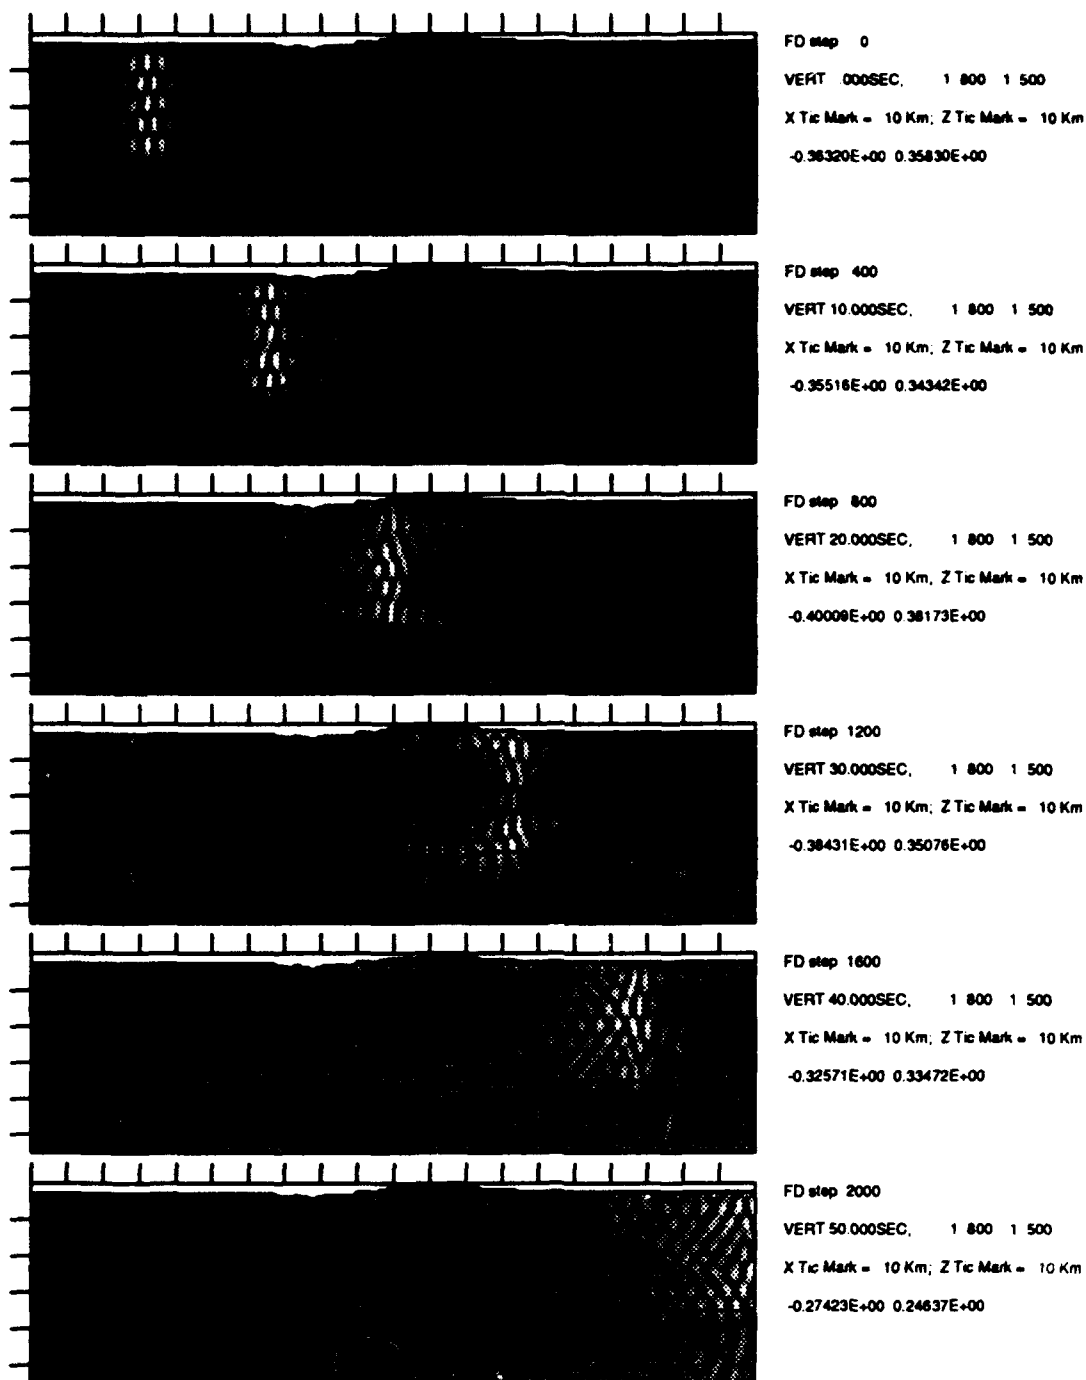 FD step 0
VERT .000SEC, 1 800 1 500
X Tic Mark = 10 Km; Z Tic Mark = 10 Km
-0.36320E+00 0.35830E+00
FD step 400
VERT 10.000SEC, 1 800 1 500
X Tic Mark = 10 Km; Z Tic Mark = 10 Km
-0.35516E+00 0.34342E+00
FD step 800
VERT 20.000SEC, 1 800 1 500
X Tic Mark = 10 Km, Z Tic Mark = 10 Km
-0.40009E+00 0.38173E+00
FD step 1200
VERT 30.000SEC, 1 800 1 500
X Tic Mark = 10 Km; Z Tic Mark = 10 Km
-0.38431E+00 0.35076E+00
FD step 1600
VERT 40.000SEC, 1 800 1 500
X Tic Mark = 10 Km; Z Tic Mark = 10 Km
-0.32571E+00 0.33472E+00
FD step 2000
VERT 50.000SEC, 1 800 1 500
X Tic Mark = 10 Km; Z Tic Mark = 10 Km
-0.27423E+00 0.24637E+00